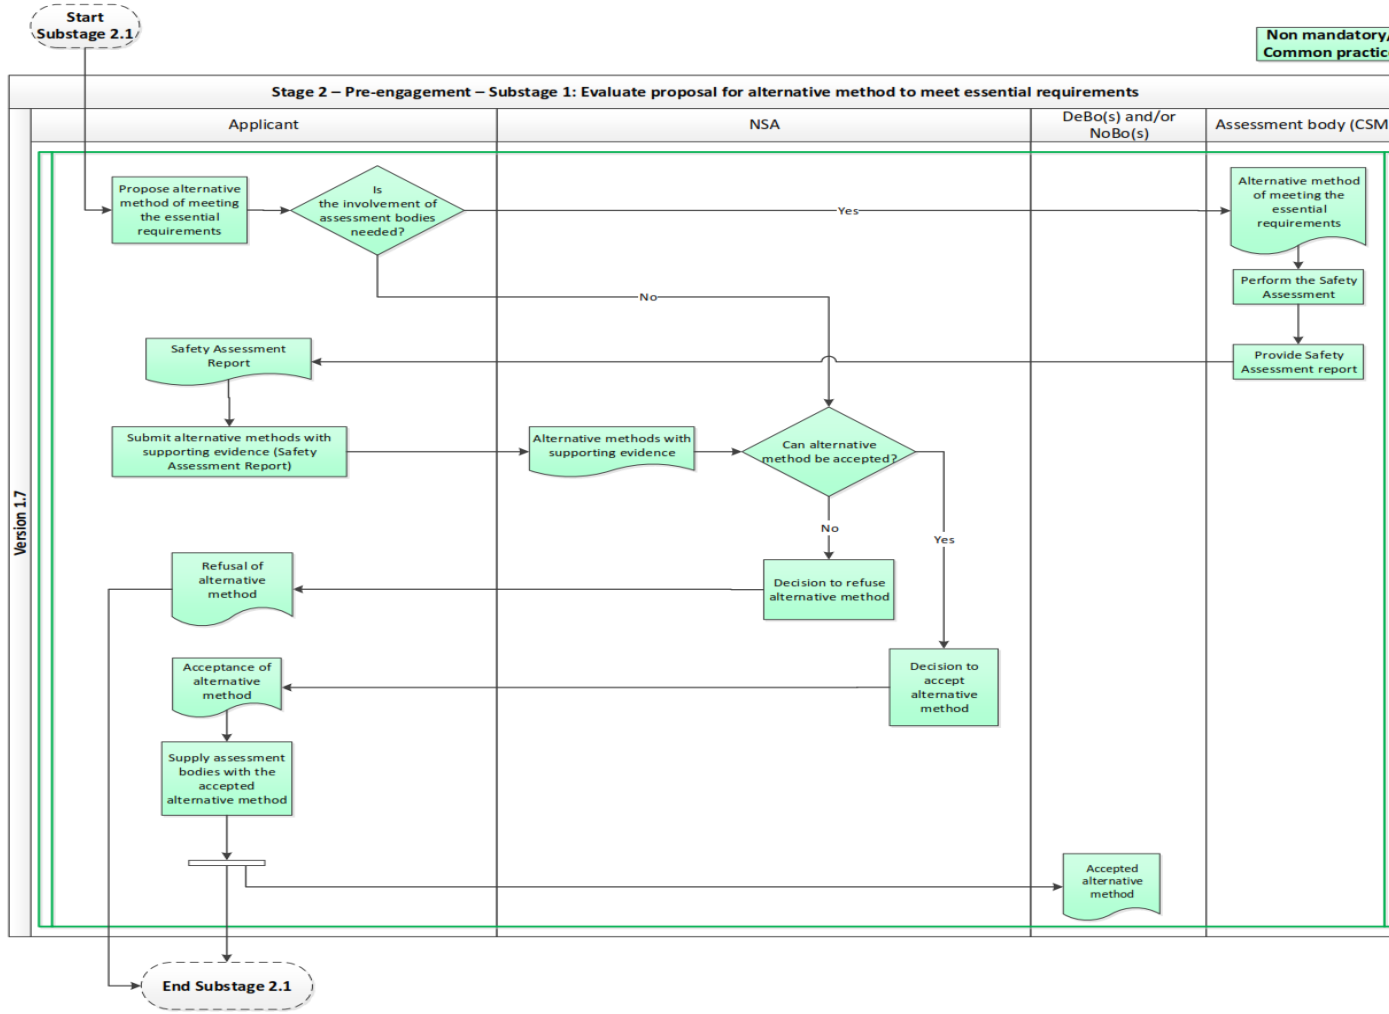 Start
Substage 2.1
Non mandatory/
Common practice
Stage 2 – Pre-engagement – Substage 1: Evaluate proposal for alternative method to meet essential requirements
Version 1.7
Applicant
NSA
DeBo(s) and/or
NoBo(s)
Assessment body (CSM
Propose alternative
method of meeting
the essential
requirements
Is
the involvement of
assessment bodies
needed?
Yes
Alternative method
of meeting the
essential
requirements
Perform the Safety
Assessment
No
Safety Assessment
Report
Provide Safety
Assessment report
Submit alternative methods with
supporting evidence (Safety
Assessment Report)
Alternative methods with
supporting evidence
Can alternative
method be accepted?
No
Yes
Refusal of
alternative
method
Decision to refuse
alternative method
Acceptance of
alternative
method
Decision to
accept
alternative
method
Supply assessment
bodies with the
accepted
alternative method
Accepted
alternative
method
End Substage 2.1